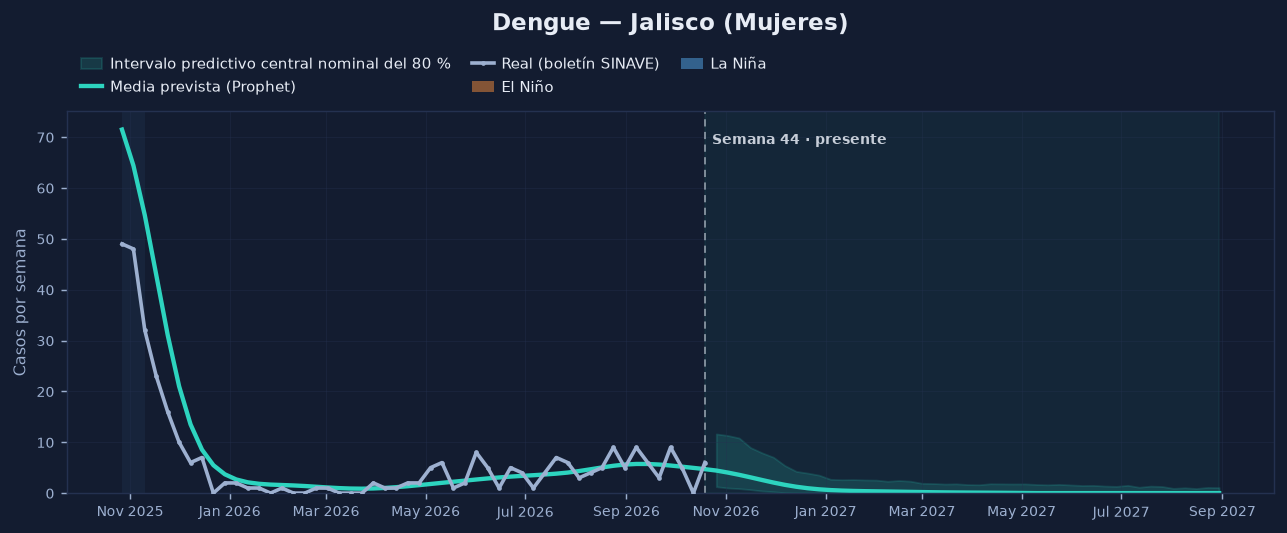 Dengue — Jalisco (Mujeres)
Intervalo predictivo central nominal del 80 %
Real (boletín SINAVE)
La Niña
Media prevista (Prophet)
El Niño
Semana 44 · presente
Casos por semana
70
60
50
40
30
20
10
0
Nov 2025
Jan 2026
Mar 2026
May 2026
Jul 2026
Sep 2026
Nov 2026
Jan 2027
Mar 2027
May 2027
Jul 2027
Sep 2027